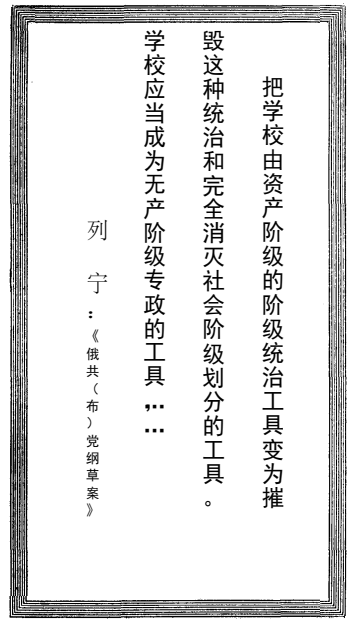 把学校由资产阶级的阶级统治工具变为摧
毁这种统治和完全消灭社会阶级划分的工具。
学校应当成为无产阶级专政的工具,……
列宁:《俄共(布)党纲草案》